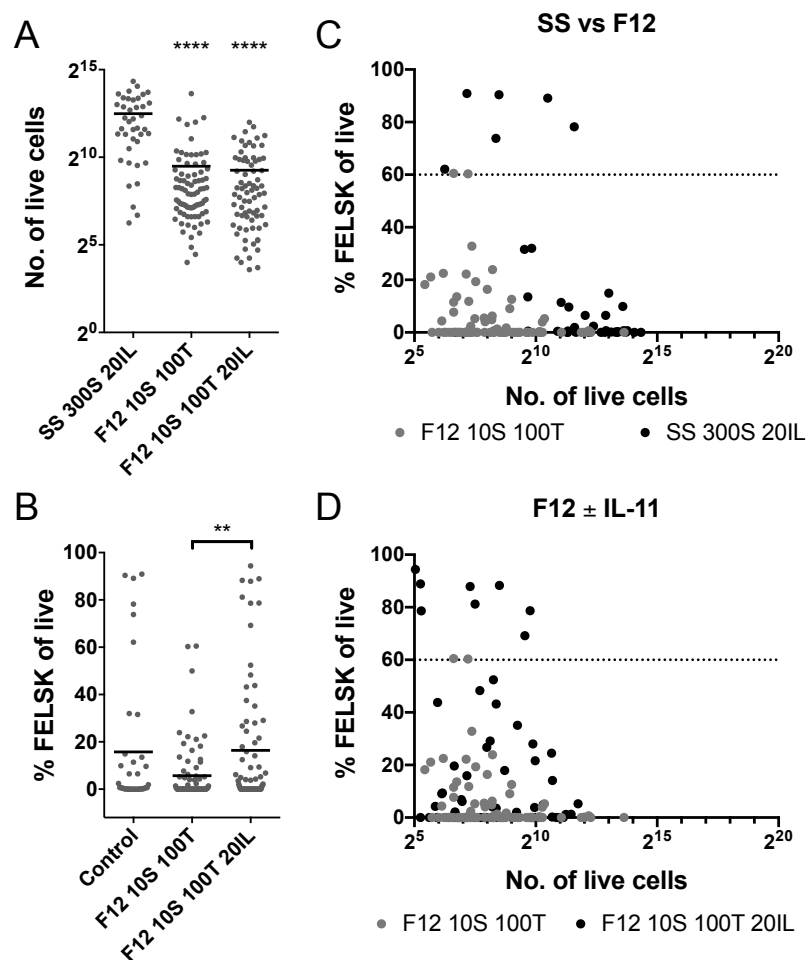 A
**** ****
2^15
2^10
2^5
2^0
No. of live cells
SS 300S 20IL
F12 10S 100T
F12 10S 100T 20IL
C
SS vs F12
100
80
60
40
20
0
% FELSK of live
2^5 2^10 2^15 2^20
No. of live cells
F12 10S 100T SS 300S 20IL
B
**
100
80
60
40
20
0
% FELSK of live
Control
F12 10S 100T
F12 10S 100T 20IL
D
F12 ± IL-11
100
80
60
40
20
0
% FELSK of live
2^5 2^10 2^15 2^20
No. of live cells
F12 10S 100T F12 10S 100T 20IL